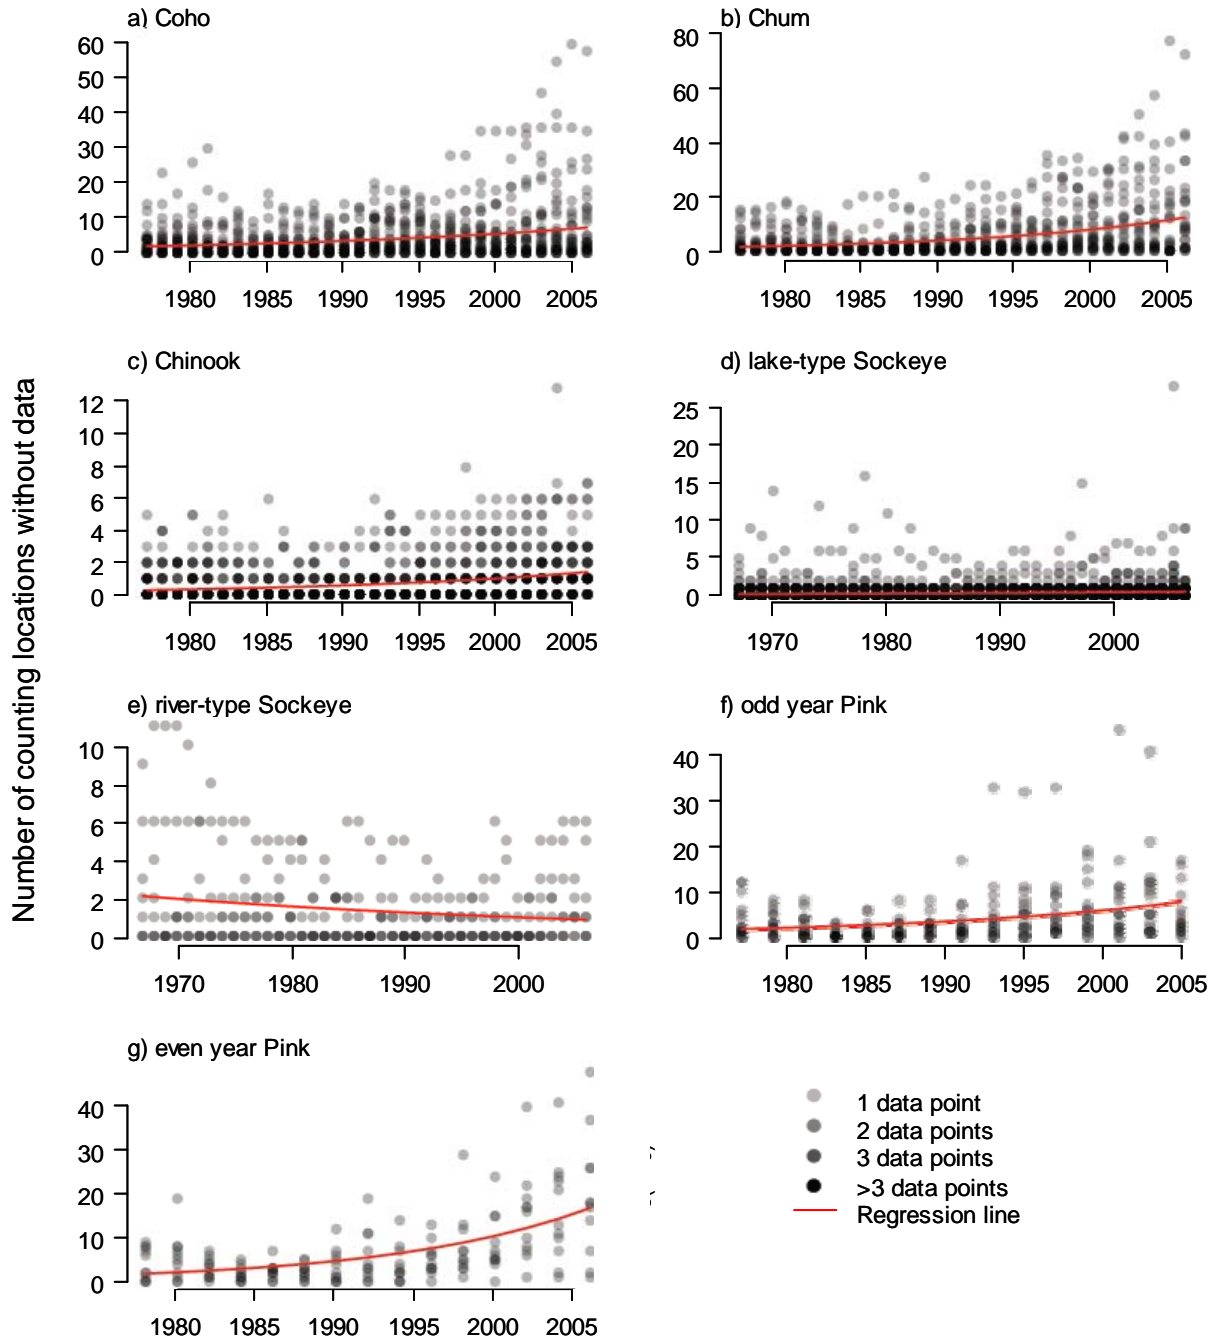 a) Coho
60
50
40
30
20
10
0
1980 1985 1990 1995 2000 2005
b) Chum
80
60
40
20
0
1980 1985 1990 1995 2000 2005
Number of counting locations without data
c) Chinook
12
10
8
6
4
2
0
1980 1985 1990 1995 2000 2005
d) lake-type Sockeye
25
20
15
10
5
0
1970 1980 1990 2000
e) river-type Sockeye
10
8
6
4
2
0
1970 1980 1990 2000
f) odd year Pink
40
30
20
10
0
1980 1985 1990 1995 2000 2005
g) even year Pink
40
30
20
10
0
1980 1985 1990 1995 2000 2005
1 data point
2 data points
3 data points
>3 data points
Regression line